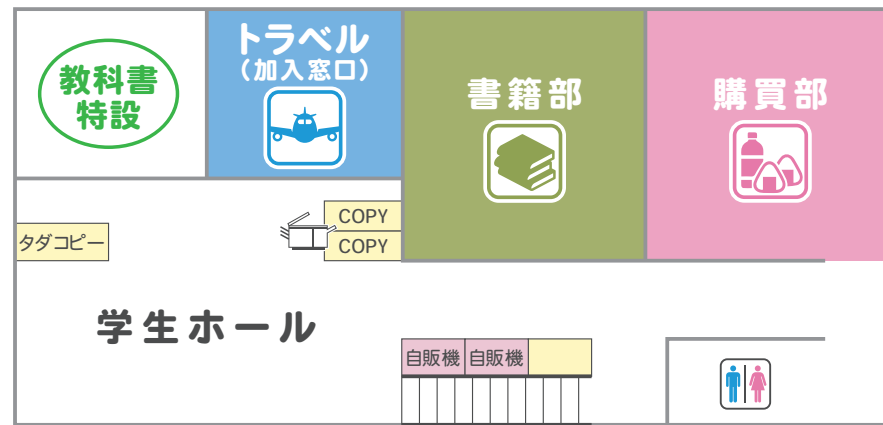 教科書
特設
トラベル
（加入窓口）
書籍部
購買部
タダコピー
COPY
COPY
学生ホール
自販機
自販機